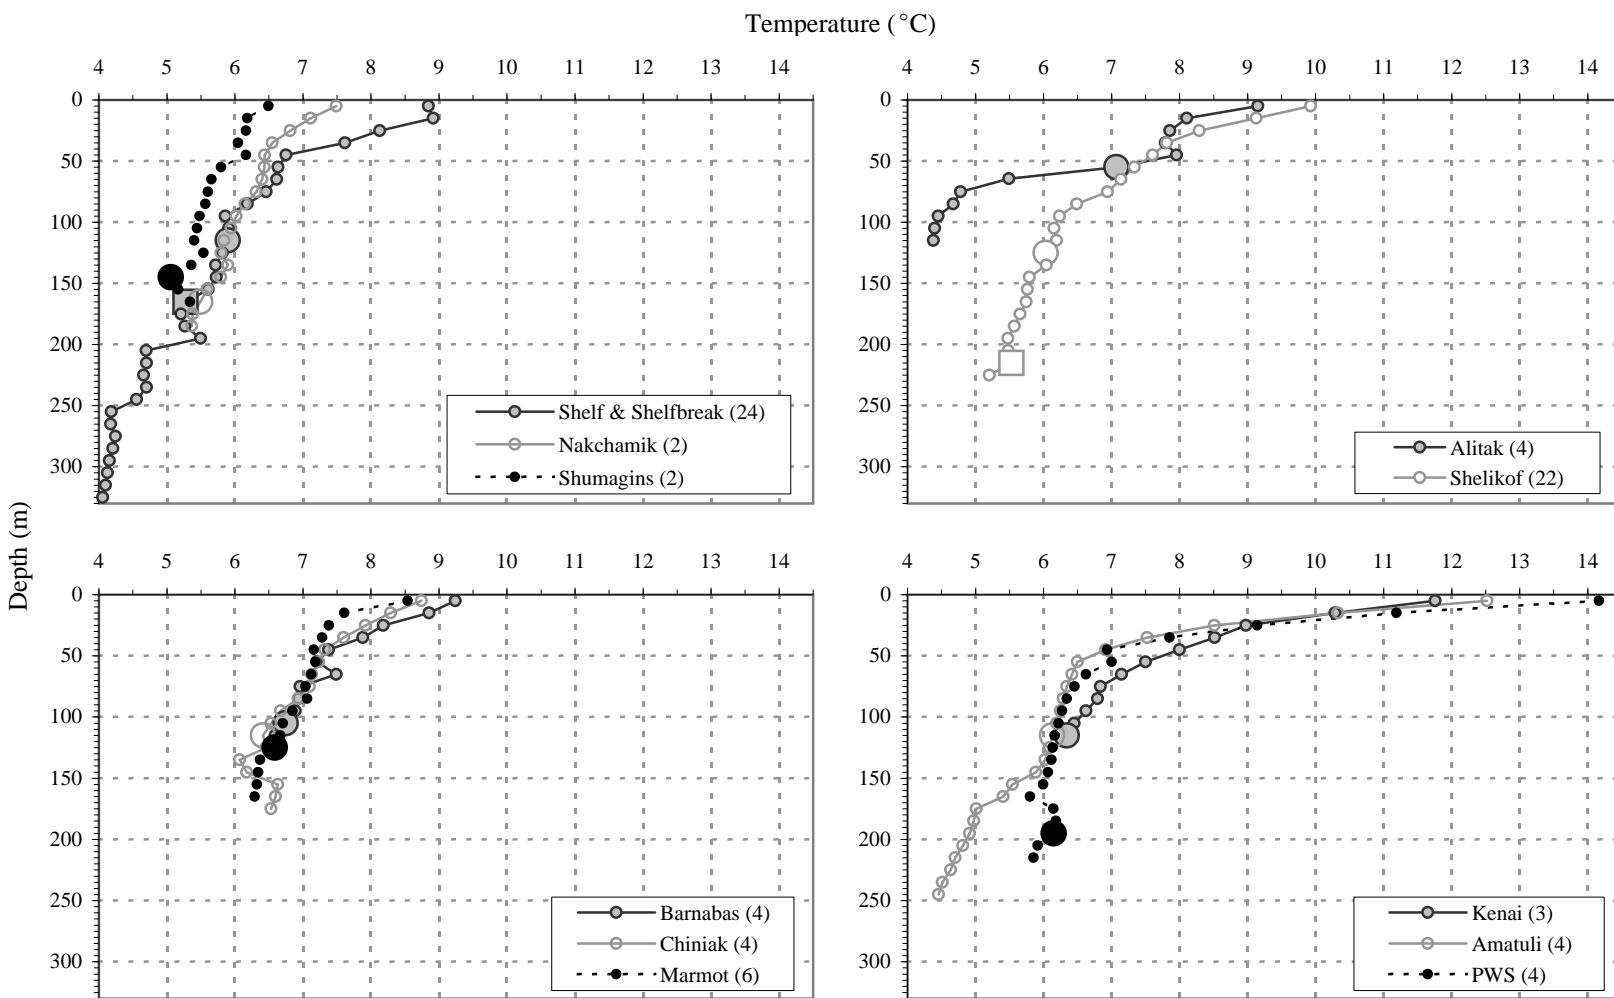 Temperature (°C)
4 5 6 7 8 9 10 11 12 13 14
4 5 6 7 8 9 10 11 12 13 14
0
50
100
150
200
250
300
Shelf & Shelfbreak (24)
Nakchamik (2)
Shumagins (2)
0
50
100
150
200
250
300
Alitak (4)
Shelikof (22)
Depth (m)
4 5 6 7 8 9 10 11 12 13 14
4 5 6 7 8 9 10 11 12 13 14
0
50
100
150
200
250
300
Barnabas (4)
Chiniak (4)
Marmot (6)
0
50
100
150
200
250
300
Kenai (3)
Amatuli (4)
PWS (4)